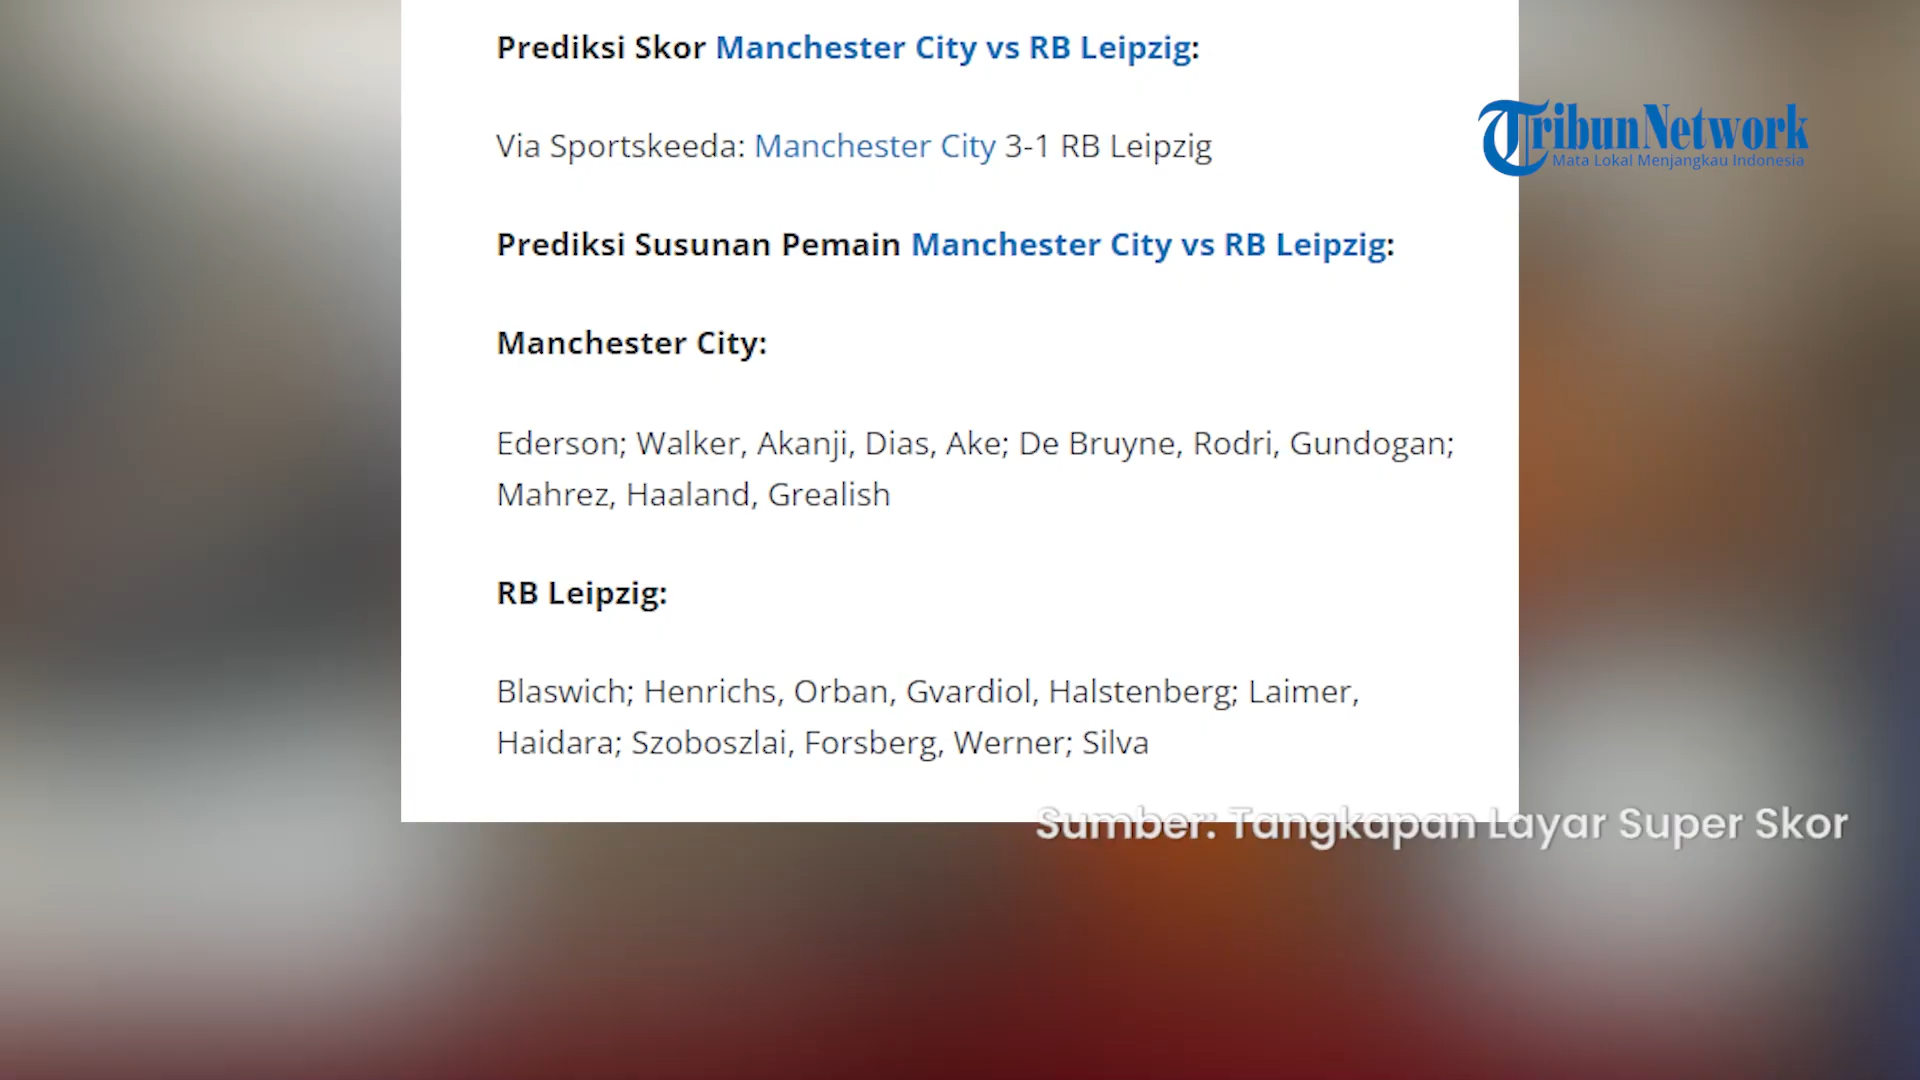 Prediksi Skor Manchester City vs RB Leipzig:
TribunNetwork
Mata Lokal Menjangkau Indonesia
Via Sportskeeda: Manchester City 3-1 RB Leipzig
Prediksi Susunan Pemain Manchester City vs RB Leipzig:
Manchester City:
Ederson; Walker, Akanji, Dias, Ake; De Bruyne, Rodri, Gundogan;
Mahrez, Haaland, Grealish
RB Leipzig:
Blaswich; Henrichs, Orban, Gvardiol, Halstenberg; Laimer,
Haidara; Szoboszlai, Forsberg, Werner; Silva
Sumber: Tangkapan Layar Super Skor